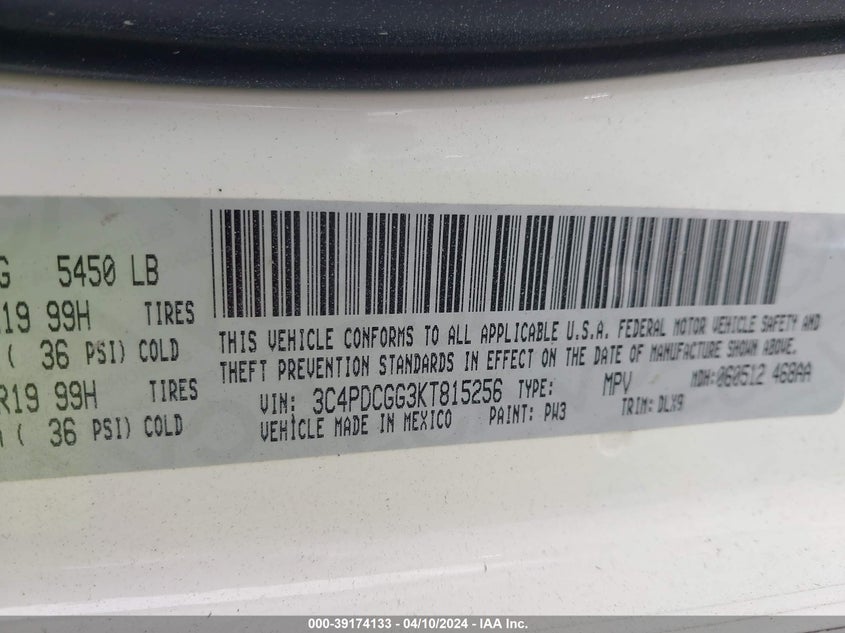 G 5450 LB
R19 99H TIRES
( 36 PSI) COLD
R19 99H TIRES
( 36 PSI) COLD
THIS VEHICLE CONFORMS TO ALL APPLICABLE U.S.A. FEDERAL MOTOR VEHICLE SAFETY AND
THEFT PREVENTION STANDARDS IN EFFECT ON THE DATE OF MANUFACTURE SHOWN ABOVE.
VIN: 3C4PDCGG3KT815256 TYPE: MPV MDH:060512 468AA
VEHICLE MADE IN MEXICO PAINT: PW3 TRIM: DLX9
000-39174133 - 04/10/2024 - IAA Inc.